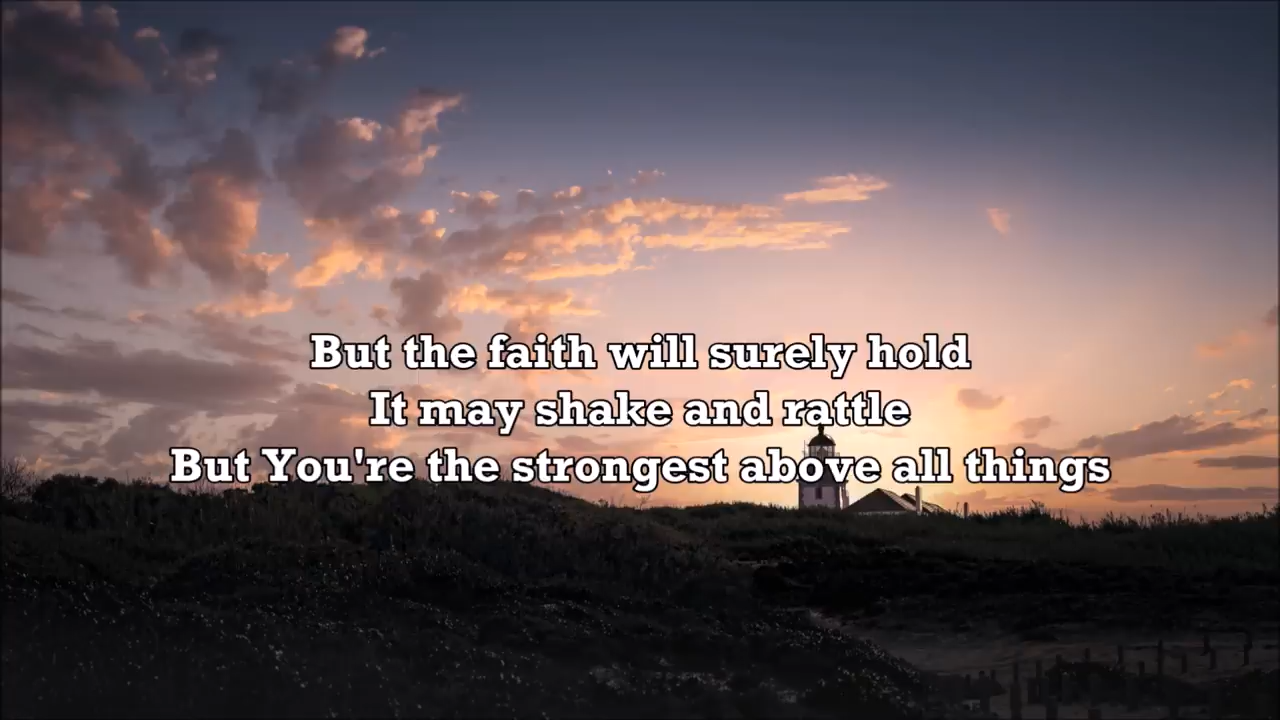 But the faith will surely hold
It may shake and rattle
But You're the strongest above all things